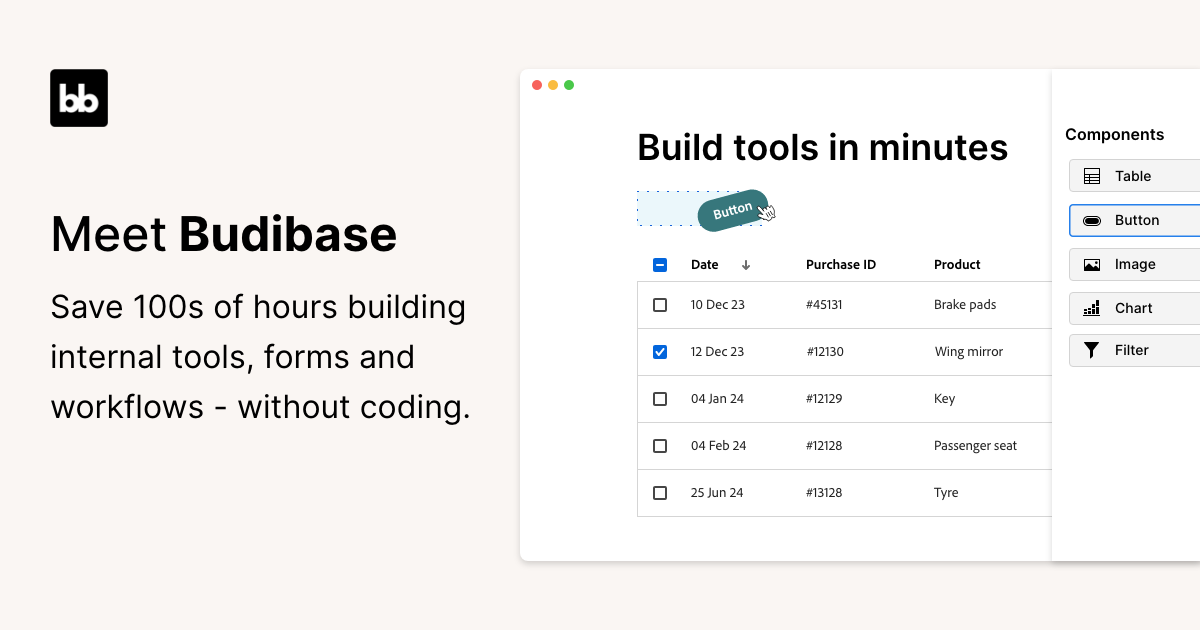 bb
Meet Budibase
Save 100s of hours building
internal tools, forms and
workflows - without coding.
Build tools in minutes
Button
Date Purchase ID Product
10 Dec 23 #45131 Brake pads
12 Dec 23 #12130 Wing mirror
04 Jan 24 #12129 Key
04 Feb 24 #12128 Passenger seat
25 Jun 24 #13128 Tyre
Components
Table
Button
Image
Chart
Filter